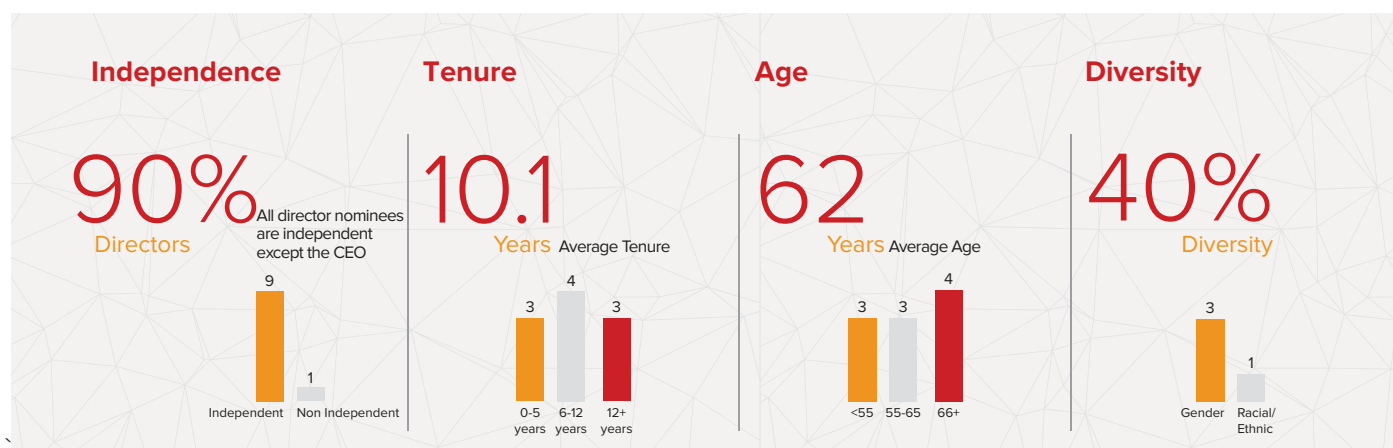 Independence
90%
Directors
All director nominees
are independent
except the CEO
9
1
Independent
Non Independent
Tenure
10.1
Years Average Tenure
3
4
3
0-5
years
6-12
years
12+
years
Age
62
Years Average Age
3
3
4
<55
55-65
66+
Diversity
40%
Diversity
3
1
Gender
Racial/
Ethnic
`